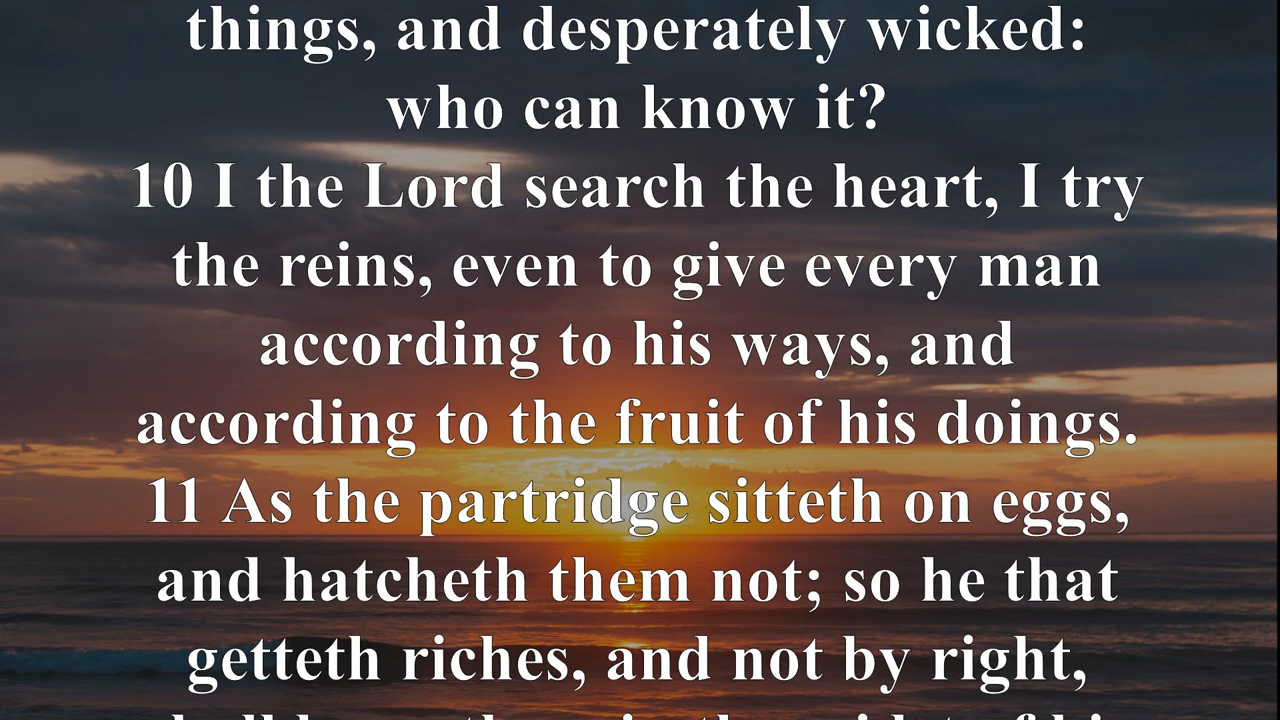 things, and desperately wicked:
who can know it?
10 I the Lord search the heart, I try
the reins, even to give every man
according to his ways, and
according to the fruit of his doings.
11 As the partridge sitteth on eggs,
and hatcheth them not; so he that
getteth riches, and not by right,